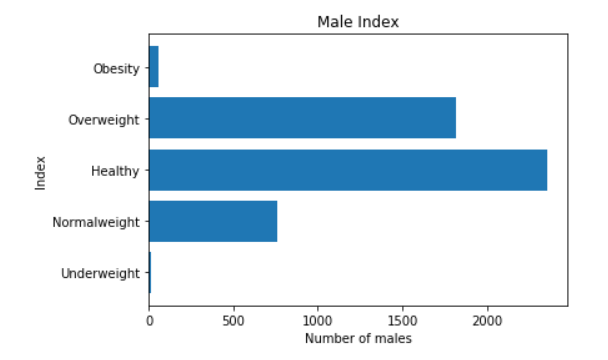 Male Index
Obesity
Overweight
Healthy
Normalweight
Underweight
Index
0 500 1000 1500 2000
Number of males